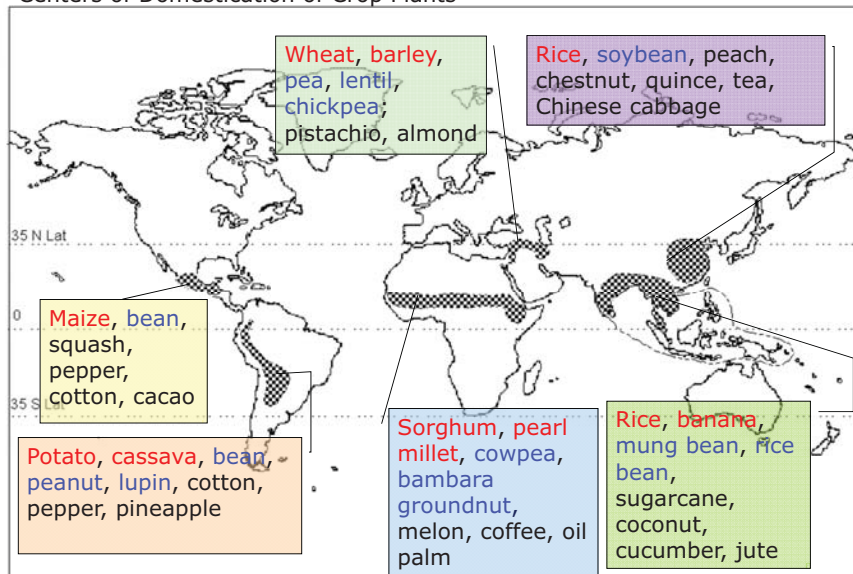 Centers of Domestication of Crop Plants
Wheat, barley,
pea, lentil,
chickpea;
pistachio, almond
Rice, soybean, peach,
chestnut, quince, tea,
Chinese cabbage
35 N Lat
Maize, bean,
squash,
pepper,
cotton, cacao
0
35 S Lat
Potato, cassava, bean,
peanut, lupin, cotton,
pepper, pineapple
Sorghum, pearl
millet, cowpea,
bambara
groundnut,
melon, coffee, oil
palm
Rice, banana,
mung bean, rice
bean,
sugarcane,
coconut,
cucumber, jute